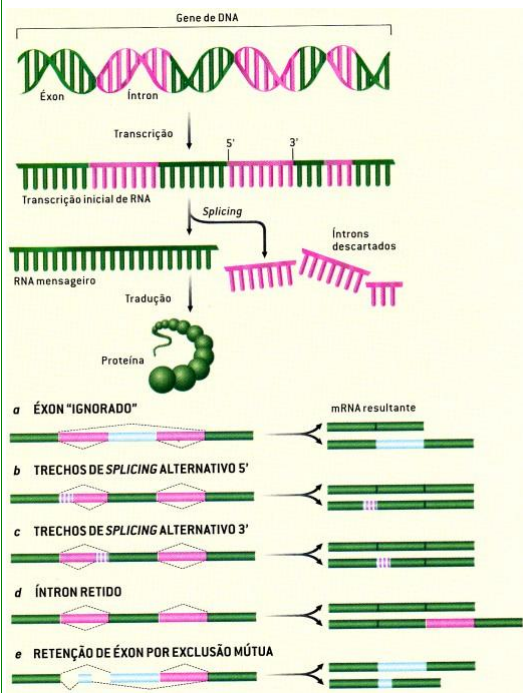 Gene de DNA
Éxon
Íntron
Transcrição
5'
3'
Transcrição inicial de RNA
Splicing
Íntrons
descartados
RNA mensageiro
Tradução
Proteína
a ÉXON "IGNORADO"
mRNA resultante
b TRECHOS DE SPLICING ALTERNATIVO 5'
c TRECHOS DE SPLICING ALTERNATIVO 3'
d ÍNTRON RETIDO
e RETENÇÃO DE ÉXON POR EXCLUSÃO MÚTUA